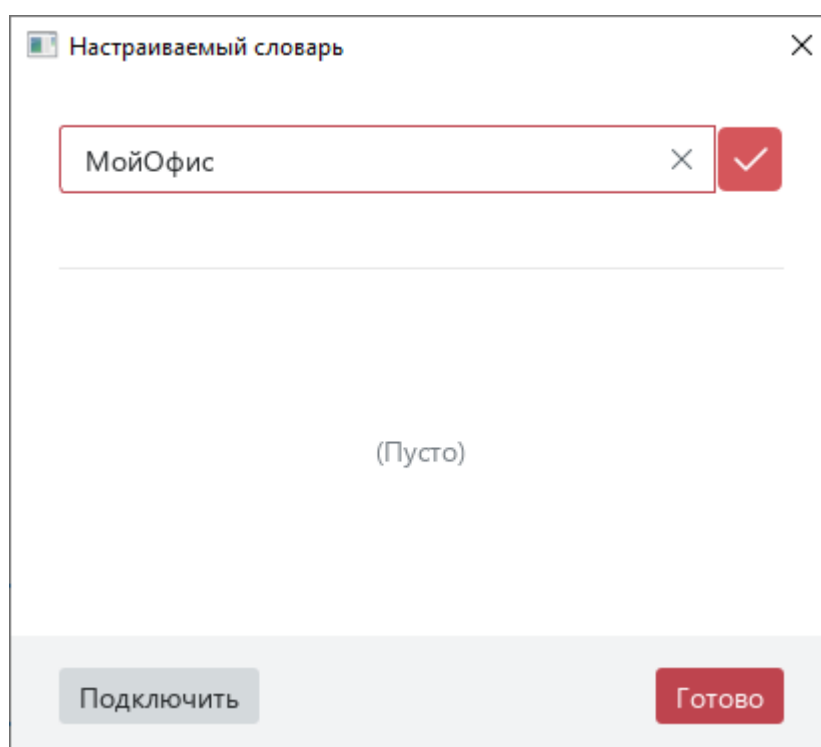 Настраиваемый словарь
МойОфис
(Пусто)
Подключить
Готово